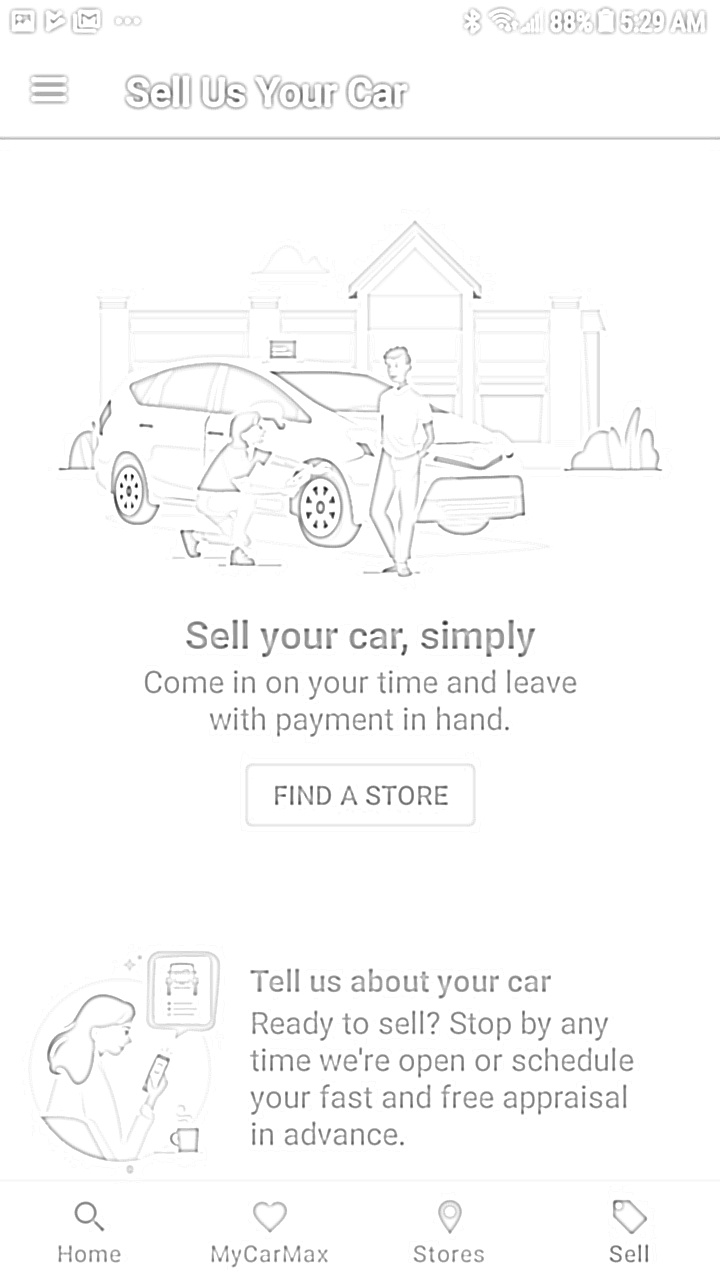 88% 5:29 AM
Sell Us Your Car
Sell your car, simply
Come in on your time and leave
with payment in hand.
FIND A STORE
Tell us about your car
Ready to sell? Stop by any
time we're open or schedule
your fast and free appraisal
in advance.
Home MyCarMax Stores Sell